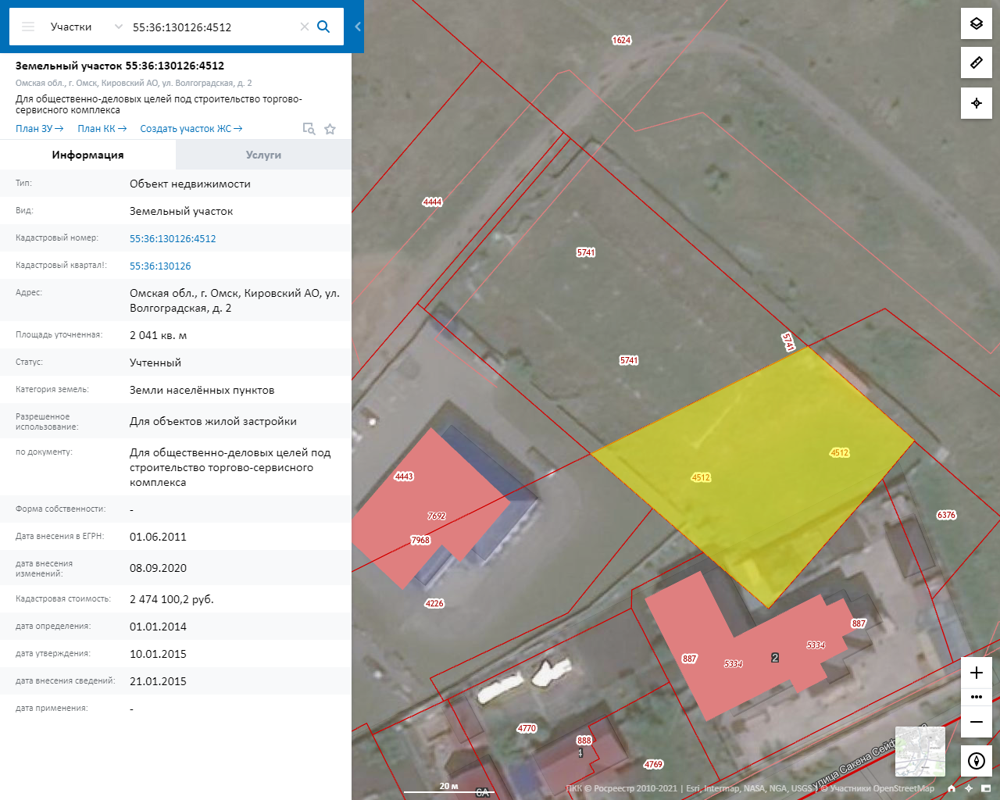 Участки
55:36:130126:4512
Земельный участок 55:36:130126:4512
Омская обл., г. Омск, Кировский АО, ул. Волгоградская, д. 2
Для общественно-деловых целей под строительство торгово-
сервисного комплекса
План ЗУ → План КК → Создать участок ЖС →
Информация
Услуги
Тип: Объект недвижимости
Вид: Земельный участок
Кадастровый номер: 55:36:130126:4512
Кадастровый квартал!: 55:36:130126
Адрес: Омская обл., г. Омск, Кировский АО, ул.
Волгоградская, д. 2
Площадь уточненная: 2 041 кв. м
Статус: Учтенный
Категория земель: Земли населённых пунктов
Разрешенное
использование:
Для объектов жилой застройки
по документу: Для общественно-деловых целей под
строительство торгово-сервисного
комплекса
Форма собственности: -
Дата внесения в ЕГРН: 01.06.2011
дата внесения
изменений:
08.09.2020
Кадастровая стоимость: 2 474 100,2 руб.
дата определения: 01.01.2014
дата утверждения: 10.01.2015
дата внесения сведений: 21.01.2015
дата применения: -
1624
4444
5741
5741
5741
4512
4512
4443
7692
7968
6376
4226
887
887
5334
5334
2
4770
888
4
4769
6А
20 м
улица Сакена Сейф
ПКК © Росреестр 2010-2021 | Esri, Intermap, NASA, NGA, USGS | © Участники OpenStreetMap